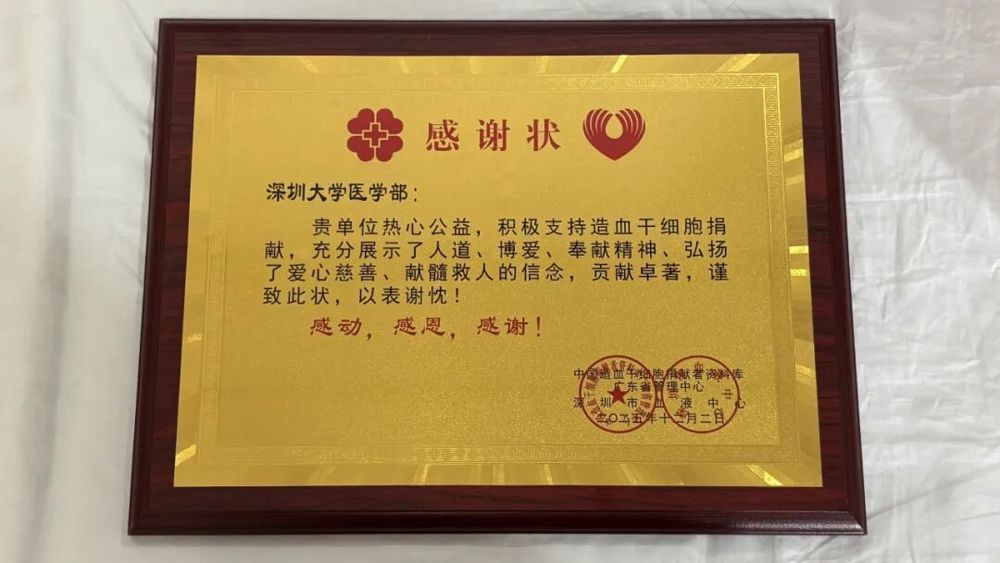 感谢状
深圳大学医学部：
贵单位热心公益，积极支持造血干细胞捐
献，充分展示了人道、博爱、奉献精神、弘扬
了爱心慈善、献髓救人的信念，贡献卓著，谨
致此状，以表谢忱！
感动，感恩，感谢！
中国造血干细胞捐献者资料库
广东省管理中心
深圳市血液中心
二〇二五年十二月二日